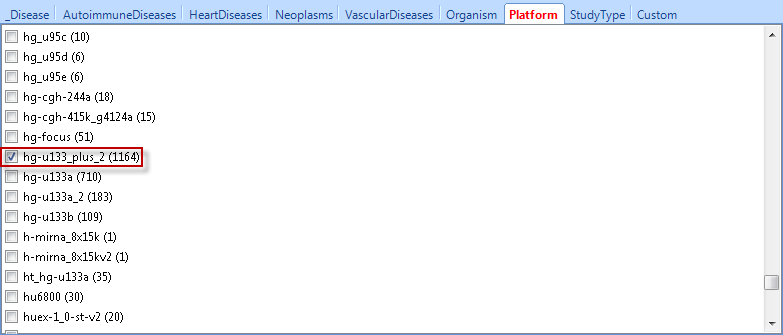 _Disease AutoimmuneDiseases HeartDiseases Neoplasms VascularDiseases Organism Platform StudyType Custom
hg_u95c (10)
hg_u95d (6)
hg_u95e (6)
hg-cgh-244a (18)
hg-cgh-415k_g4124a (15)
hg-focus (51)
hg-u133_plus_2 (1164)
hg-u133a (710)
hg-u133a_2 (183)
hg-u133b (109)
h-mirna_8x15k (1)
h-mirna_8x15kv2 (1)
ht_hg-u133a (35)
hu6800 (30)
huex-1_0-st-v2 (20)